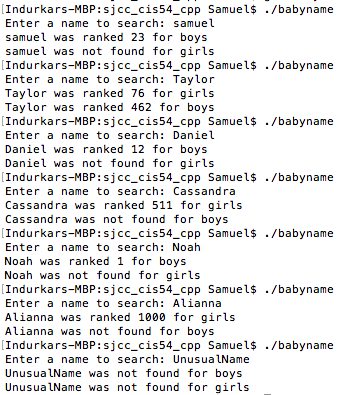 [Indurkars-MBP:sjcc_cis54_cpp Samuel$ ./babyname
Enter a name to search: samuel
samuel was ranked 23 for boys
samuel was not found for girls
[Indurkars-MBP:sjcc_cis54_cpp Samuel$ ./babyname
Enter a name to search: Taylor
Taylor was ranked 76 for girls
Taylor was ranked 462 for boys
[Indurkars-MBP:sjcc_cis54_cpp Samuel$ ./babyname
Enter a name to search: Daniel
Daniel was ranked 12 for boys
Daniel was not found for girls
[Indurkars-MBP:sjcc_cis54_cpp Samuel$ ./babyname
Enter a name to search: Cassandra
Cassandra was ranked 511 for girls
Cassandra was not found for boys
[Indurkars-MBP:sjcc_cis54_cpp Samuel$ ./babyname
Enter a name to search: Noah
Noah was ranked 1 for boys
Noah was not found for girls
[Indurkars-MBP:sjcc_cis54_cpp Samuel$ ./babyname
Enter a name to search: Alianna
Alianna was ranked 1000 for girls
Alianna was not found for boys
[Indurkars-MBP:sjcc_cis54_cpp Samuel$ ./babyname
Enter a name to search: UnusualName
UnusualName was not found for boys
UnusualName was not found for girls